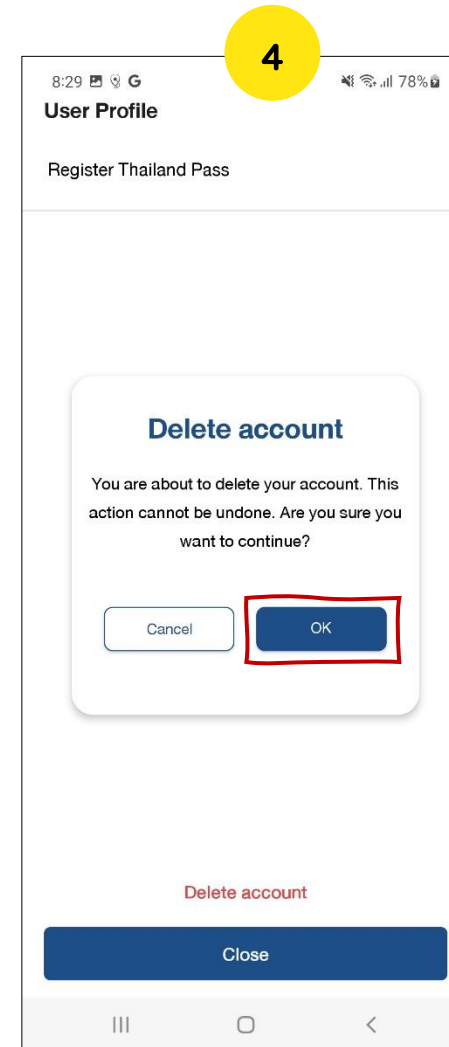 4
8:29 G 78%
User Profile
Register Thailand Pass
Delete account
You are about to delete your account. This
action cannot be undone. Are you sure you
want to continue?
Cancel OK
Delete account
Close